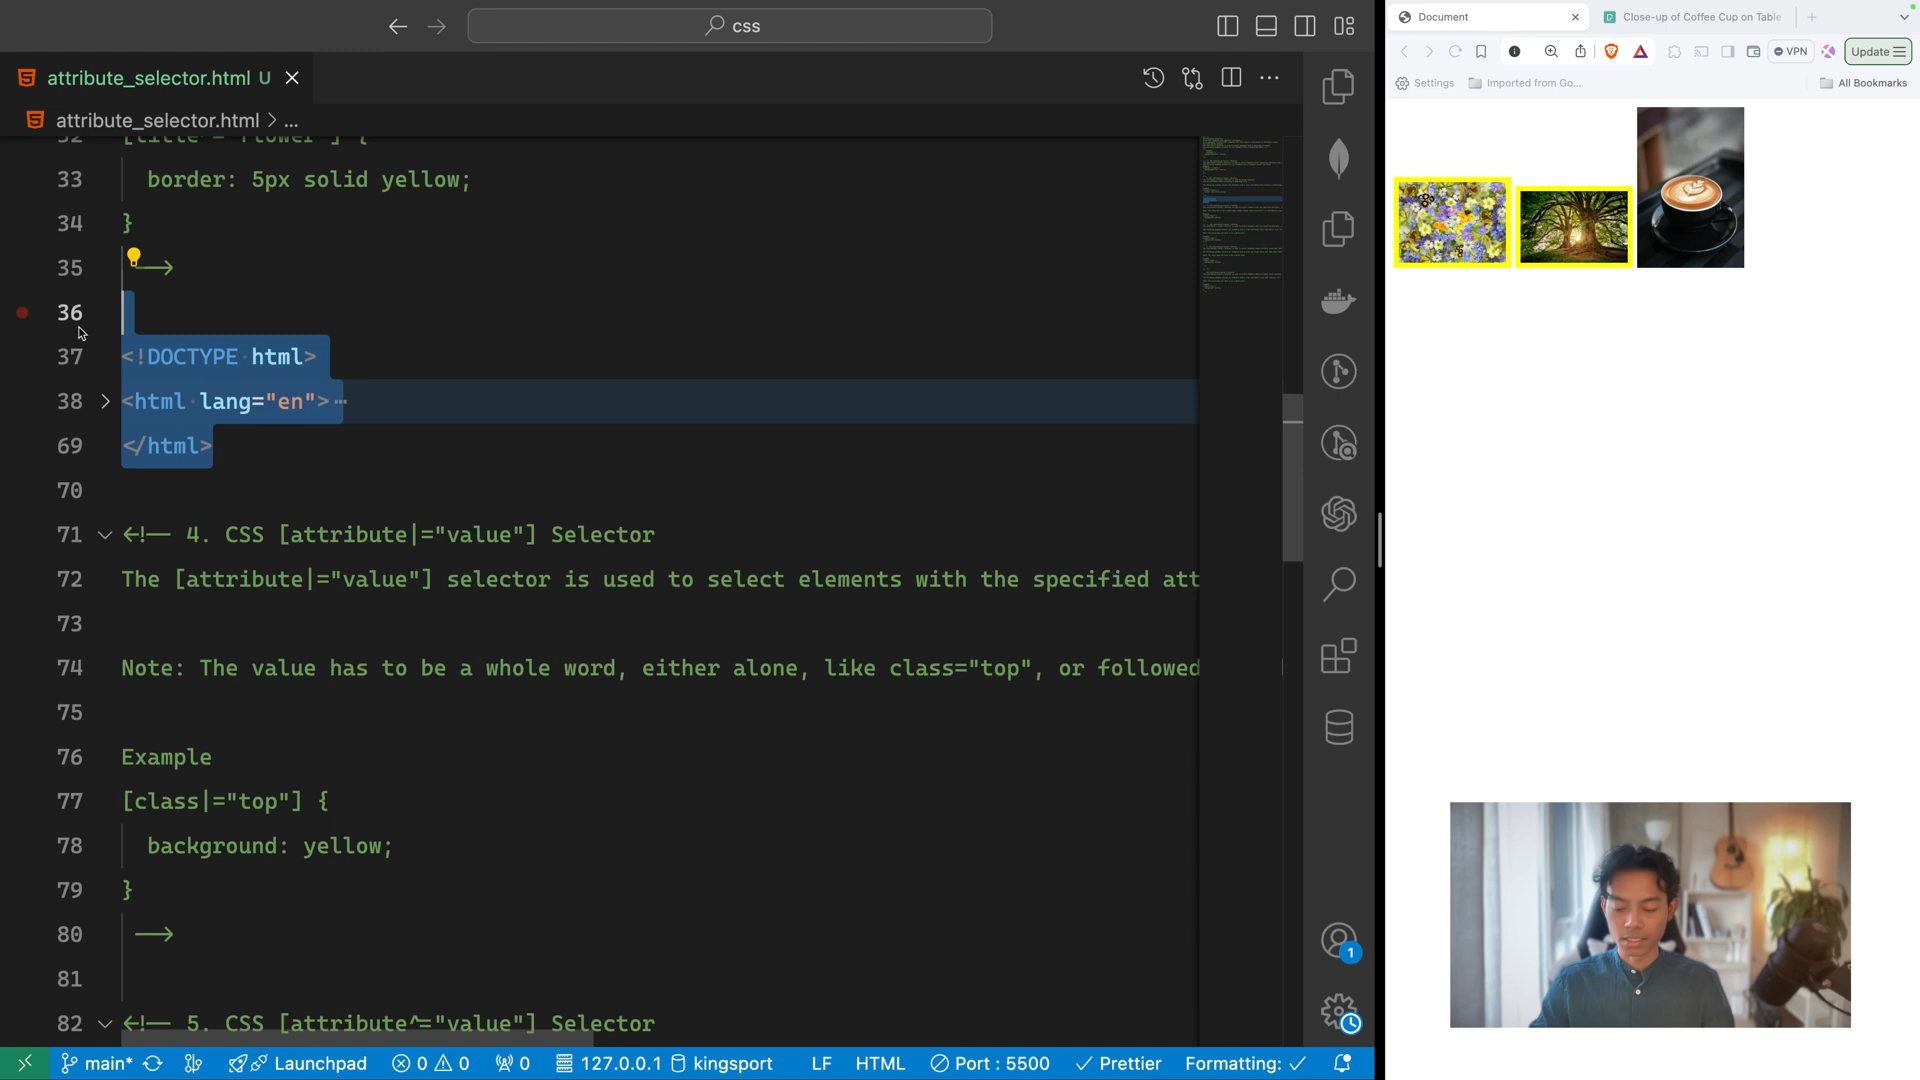 css
Document
Close-up of Coffee Cup on Table
VPN
Update
Settings
Imported from Go...
All Bookmarks
attribute_selector.html U
attribute_selector.html > ...
33 border: 5px solid yellow;
34 }
35 -->
36
37 <!DOCTYPE html>
38 <html lang="en"> ...
69 </html>
70
71 <!-- 4. CSS [attribute|="value"] Selector
72 The [attribute|="value"] selector is used to select elements with the specified att
73
74 Note: The value has to be a whole word, either alone, like class="top", or followed
75
76 Example
77 [class|="top"] {
78 background: yellow;
79 }
80 -->
81
82 <!-- 5. CSS [attribute^="value"] Selector
1
main* Launchpad 0 0 0 127.0.0.1 kingsport LF HTML Port : 5500 Prettier Formatting: ✓